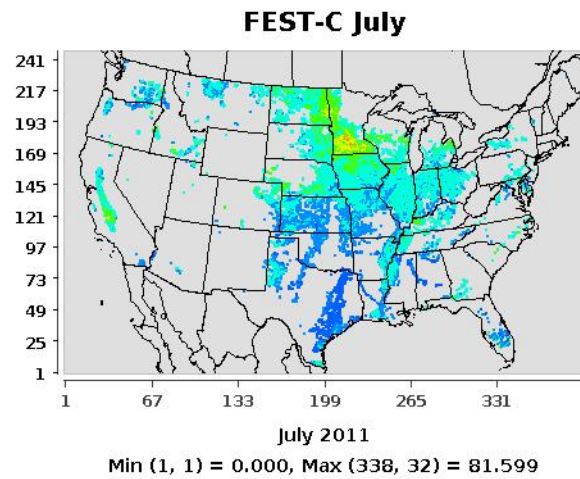 FEST-C July
241
217
193
169
145
121
97
73
49
25
1
1 67 133 199 265 331
July 2011
Min (1, 1) = 0.000, Max (338, 32) = 81.599